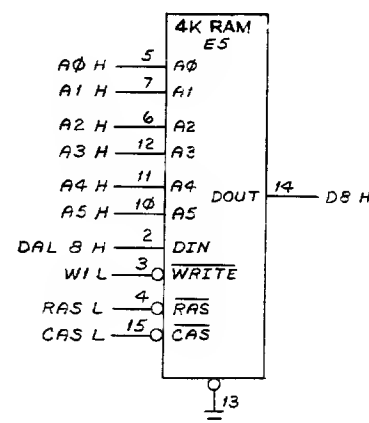 4K RAM
E5
AØ H 5 AØ
A1 H 7 A1
A2 H 6 A2
A3 H 12 A3
A4 H 11 A4
A5 H 1Ø A5
DOUT 14 D8 H
DAL 8 H 2 DIN
W1 L 3 WRITE
RAS L 4 RAS
CAS L 15 CAS
13